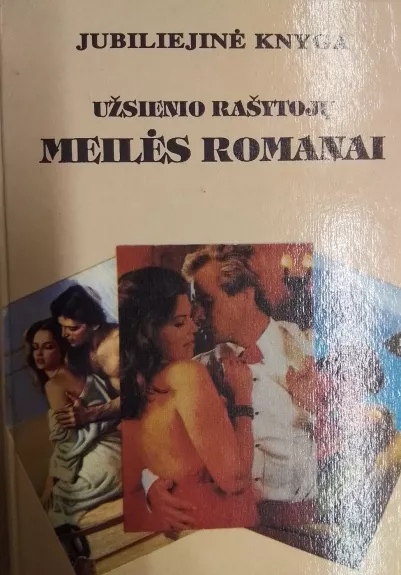 JUBILIEJINĖ KNYGA
UŽSIENIO RAŠYTOJŲ
MEILĖS ROMANAI